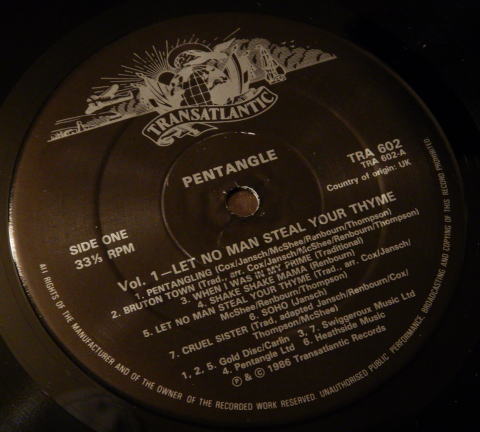 TRANSATLANTIC
PENTANGLE
TRA 602
TRA 602-A
Country of origin: UK
SIDE ONE
33⅓ RPM
Vol. 1—LET NO MAN STEAL YOUR THYME
1. PENTANGLING (Cox/Jansch/McShee/Renbourn/Thompson)
2. BRUTON TOWN (Trad., arr. Cox/Jansch/McShee/Renbourn/Thompson)
3. WHEN I WAS IN MY PRIME (Traditional)
4. SHAKE SHAKE MAMA (Renbourn)
5. LET NO MAN STEAL YOUR THYME (Trad., arr. Cox/Jansch/
McShee/Renbourn/Thompson)
6. SOHO (Jansch)
7. CRUEL SISTER (Trad. adapted Jansch/Renbourn/Cox/
Thompson/McShee)
1, 2, 5. Gold Disc/Carlin 3, 7. Swiggeroux Music Ltd
4. Pentangle Ltd 6. Heathside Music
℗ & © 1986 Transatlantic Records
ALL RIGHTS OF THE MANUFACTURER AND OF THE OWNER OF THE RECORDED WORK RESERVED. UNAUTHORISED PUBLIC PERFORMANCE, BROADCASTING AND COPYING OF THIS RECORD PROHIBITED.